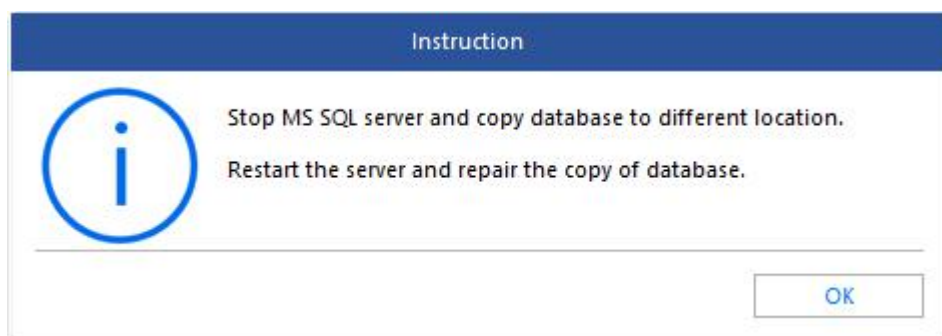 Instruction
Stop MS SQL server and copy database to different location.
Restart the server and repair the copy of database.
OK